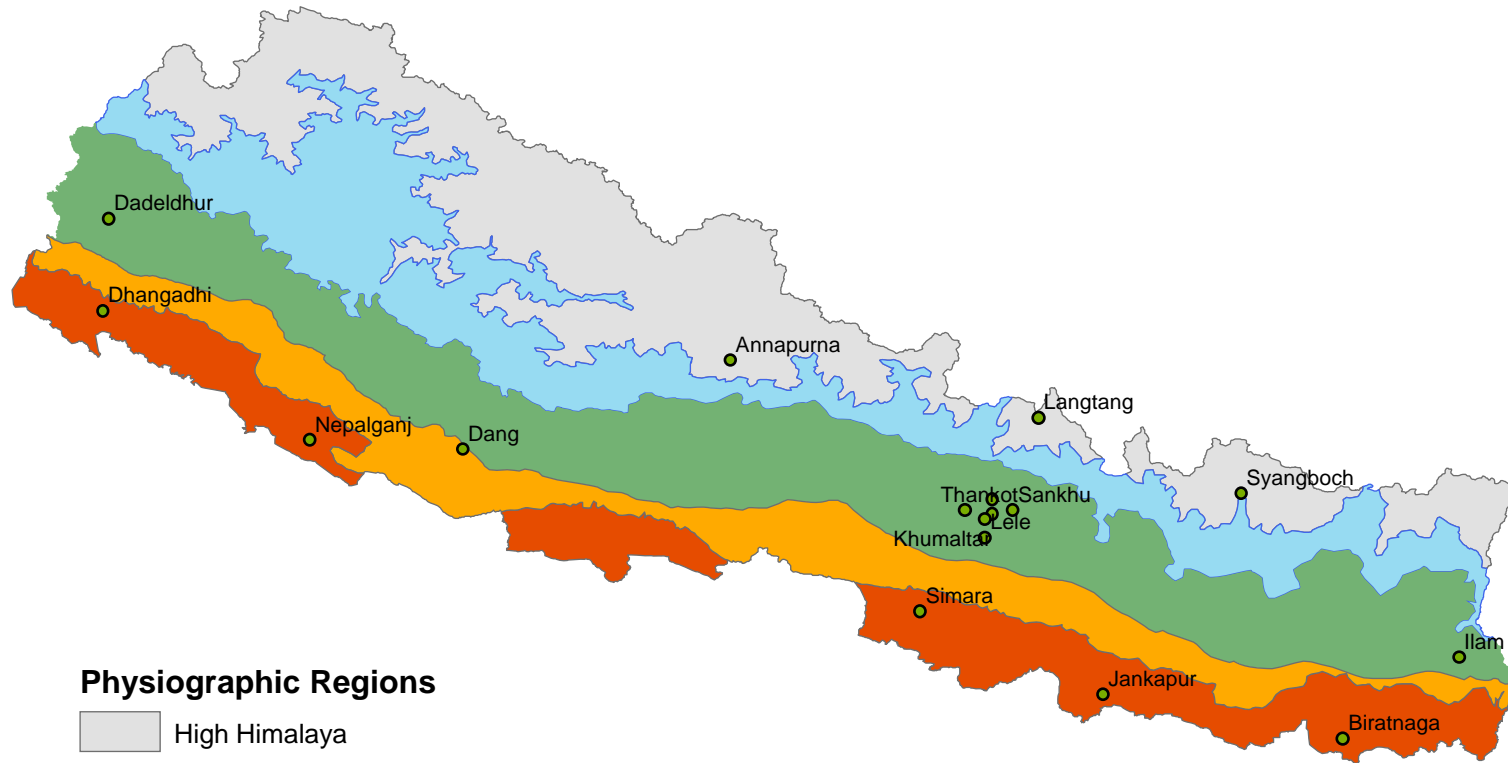 Dadeldhur
Dhangadhi
Annapurna
Langtang
Nepalganj
Dang
Syangboch
Thankot
Sankhu
Lele
Khumaltar
Simara
Ilam
Jankapur
Biratnaga
Physiographic Regions
High Himalaya